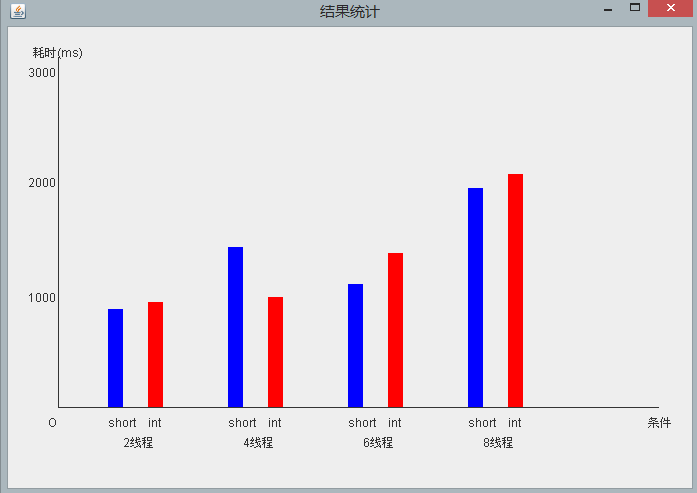 结果统计
耗时(ms)
3000
2000
1000
O short int short int short int short int 条件
2线程 4线程 6线程 8线程